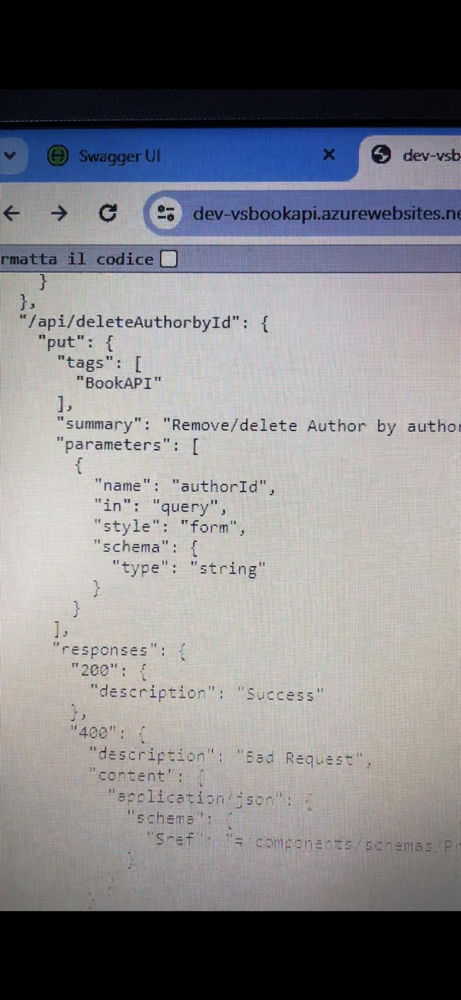 Swagger UI
dev-vsb
dev-vsbookapi.azurewebsites.ne
rmatta il codice
}
},
"/api/deleteAuthorbyId": {
"put": {
"tags": [
"BookAPI"
],
"summary": "Remove/delete Author by author
"parameters": [
{
"name": "authorId",
"in": "query",
"style": "form",
"schema": {
"type": "string"
}
}
],
"responses": {
"200": {
"description": "Success"
},
"400": {
"description": "Bad Request",
"content": {
"application/json": {
"schema": {
"$ref": "#/components/schemas/Pr
}
}
}